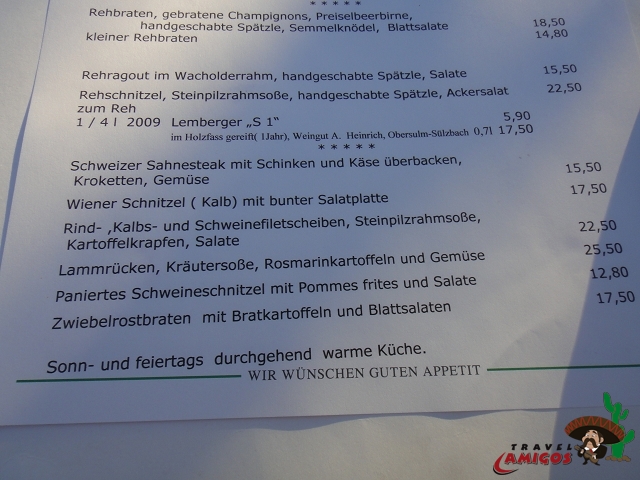 * * * * *
Rehbraten, gebratene Champignons, Preiselbeerbirne,
handgeschabte Spätzle, Semmelknödel, Blattsalate 18,50
kleiner Rehbraten 14,80
Rehragout im Wacholderrahm, handgeschabte Spätzle, Salate 15,50
Rehschnitzel, Steinpilzrahmsoße, handgeschabte Spätzle, Ackersalat 22,50
zum Reh
1 / 4 l 2009 Lemberger „S 1“ 5,90
im Holzfass gereift( 1Jahr), Weingut A. Heinrich, Obersulm-Sülzbach 0,7l 17,50
* * * * *
Schweizer Sahnesteak mit Schinken und Käse überbacken,
Kroketten, Gemüse 15,50
Wiener Schnitzel ( Kalb) mit bunter Salatplatte 17,50
Rind- ,Kalbs- und Schweinefiletscheiben, Steinpilzrahmsoße,
Kartoffelkrapfen, Salate 22,50
Lammrücken, Kräutersoße, Rosmarinkartoffeln und Gemüse 25,50
Paniertes Schweineschnitzel mit Pommes frites und Salate 12,80
Zwiebelrostbraten mit Bratkartoffeln und Blattsalaten 17,50
Sonn- und feiertags durchgehend warme Küche.
WIR WÜNSCHEN GUTEN APPETIT
TRAVEL
AMIGOS